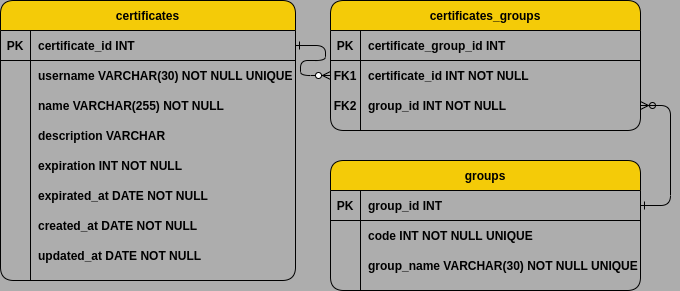 certificates
PK certificate_id INT
username VARCHAR(30) NOT NULL UNIQUE
name VARCHAR(255) NOT NULL
description VARCHAR
expiration INT NOT NULL
expirated_at DATE NOT NULL
created_at DATE NOT NULL
updated_at DATE NOT NULL
certificates_groups
PK certificate_group_id INT
FK1 certificate_id INT NOT NULL
FK2 group_id INT NOT NULL
groups
PK group_id INT
code INT NOT NULL UNIQUE
group_name VARCHAR(30) NOT NULL UNIQUE